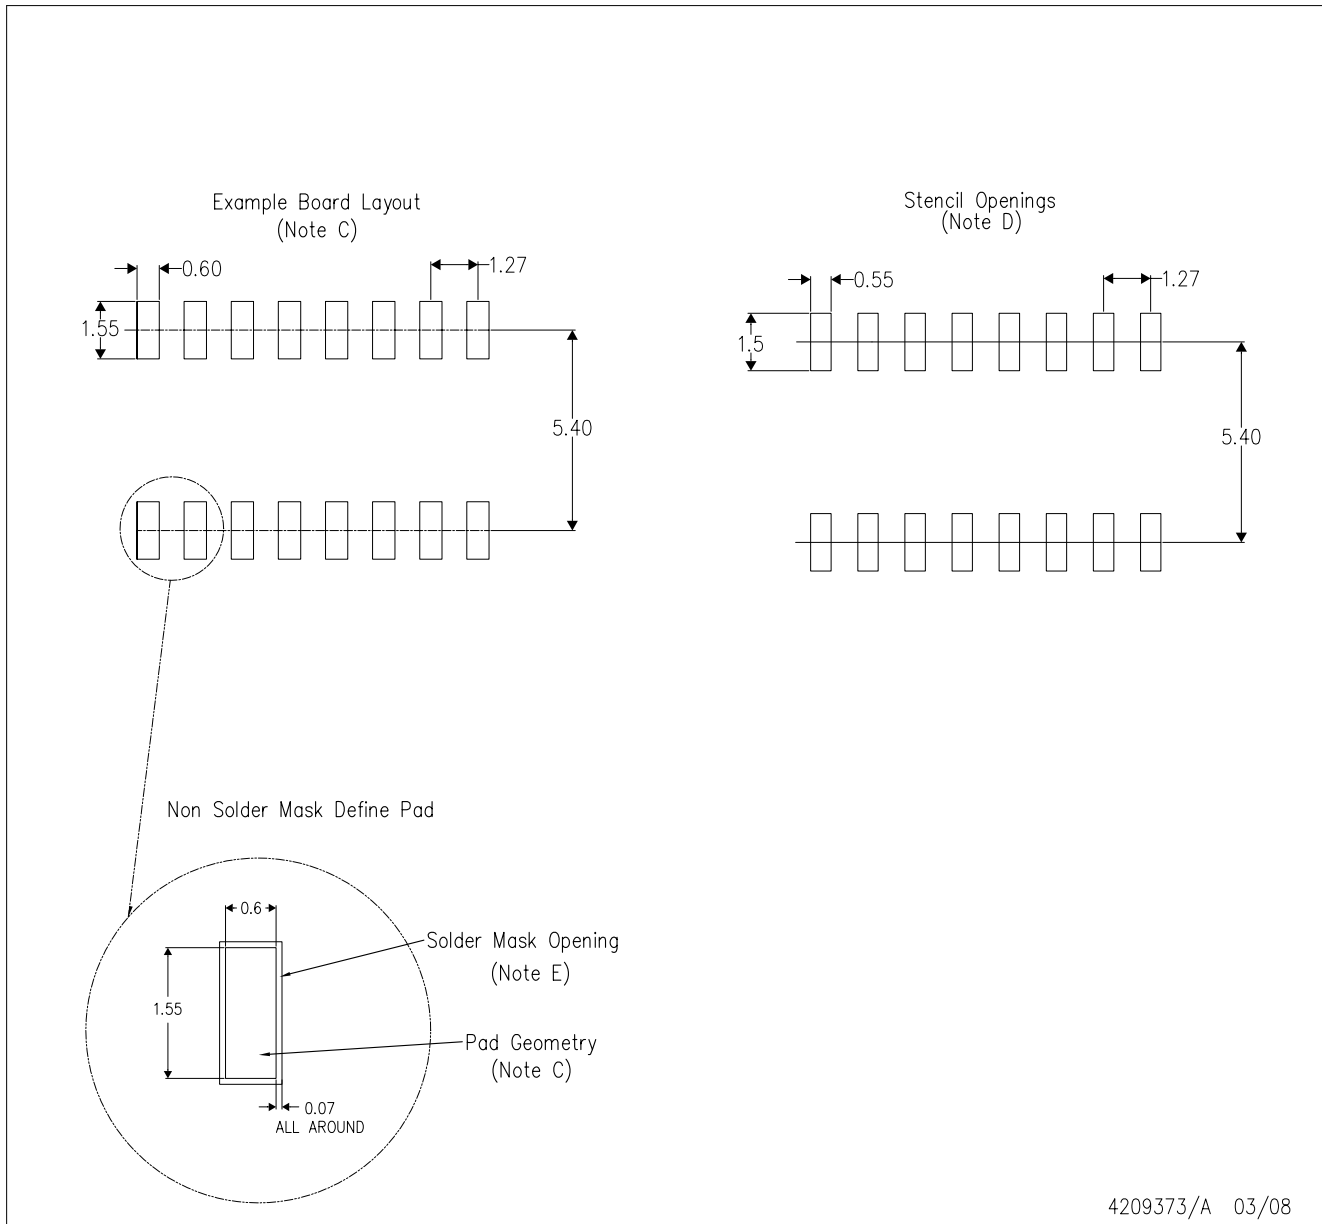 Example Board Layout
(Note C)
0.60
1.27
1.55
5.40
Stencil Openings
(Note D)
0.55
1.27
1.5
5.40
Non Solder Mask Define Pad
0.6
1.55
Solder Mask Opening
(Note E)
Pad Geometry
(Note C)
0.07
ALL AROUND
4209373/A 03/08